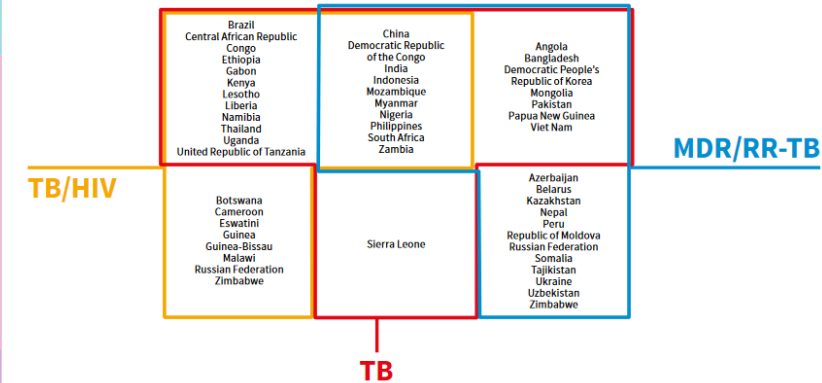 Brazil
Central African Republic
Congo
Ethiopia
Gabon
Kenya
Lesotho
Liberia
Namibia
Thailand
Uganda
United Republic of Tanzania
China
Democratic Republic
of the Congo
India
Indonesia
Mozambique
Myanmar
Nigeria
Philippines
South Africa
Zambia
Angola
Bangladesh
Democratic People's
Republic of Korea
Mongolia
Pakistan
Papua New Guinea
Viet Nam
MDR/RR-TB
TB/HIV
Botswana
Cameroon
Eswatini
Guinea
Guinea-Bissau
Malawi
Russian Federation
Zimbabwe
Sierra Leone
Azerbaijan
Belarus
Kazakhstan
Nepal
Peru
Republic of Moldova
Russian Federation
Somalia
Tajikistan
Ukraine
Uzbekistan
Zimbabwe
TB